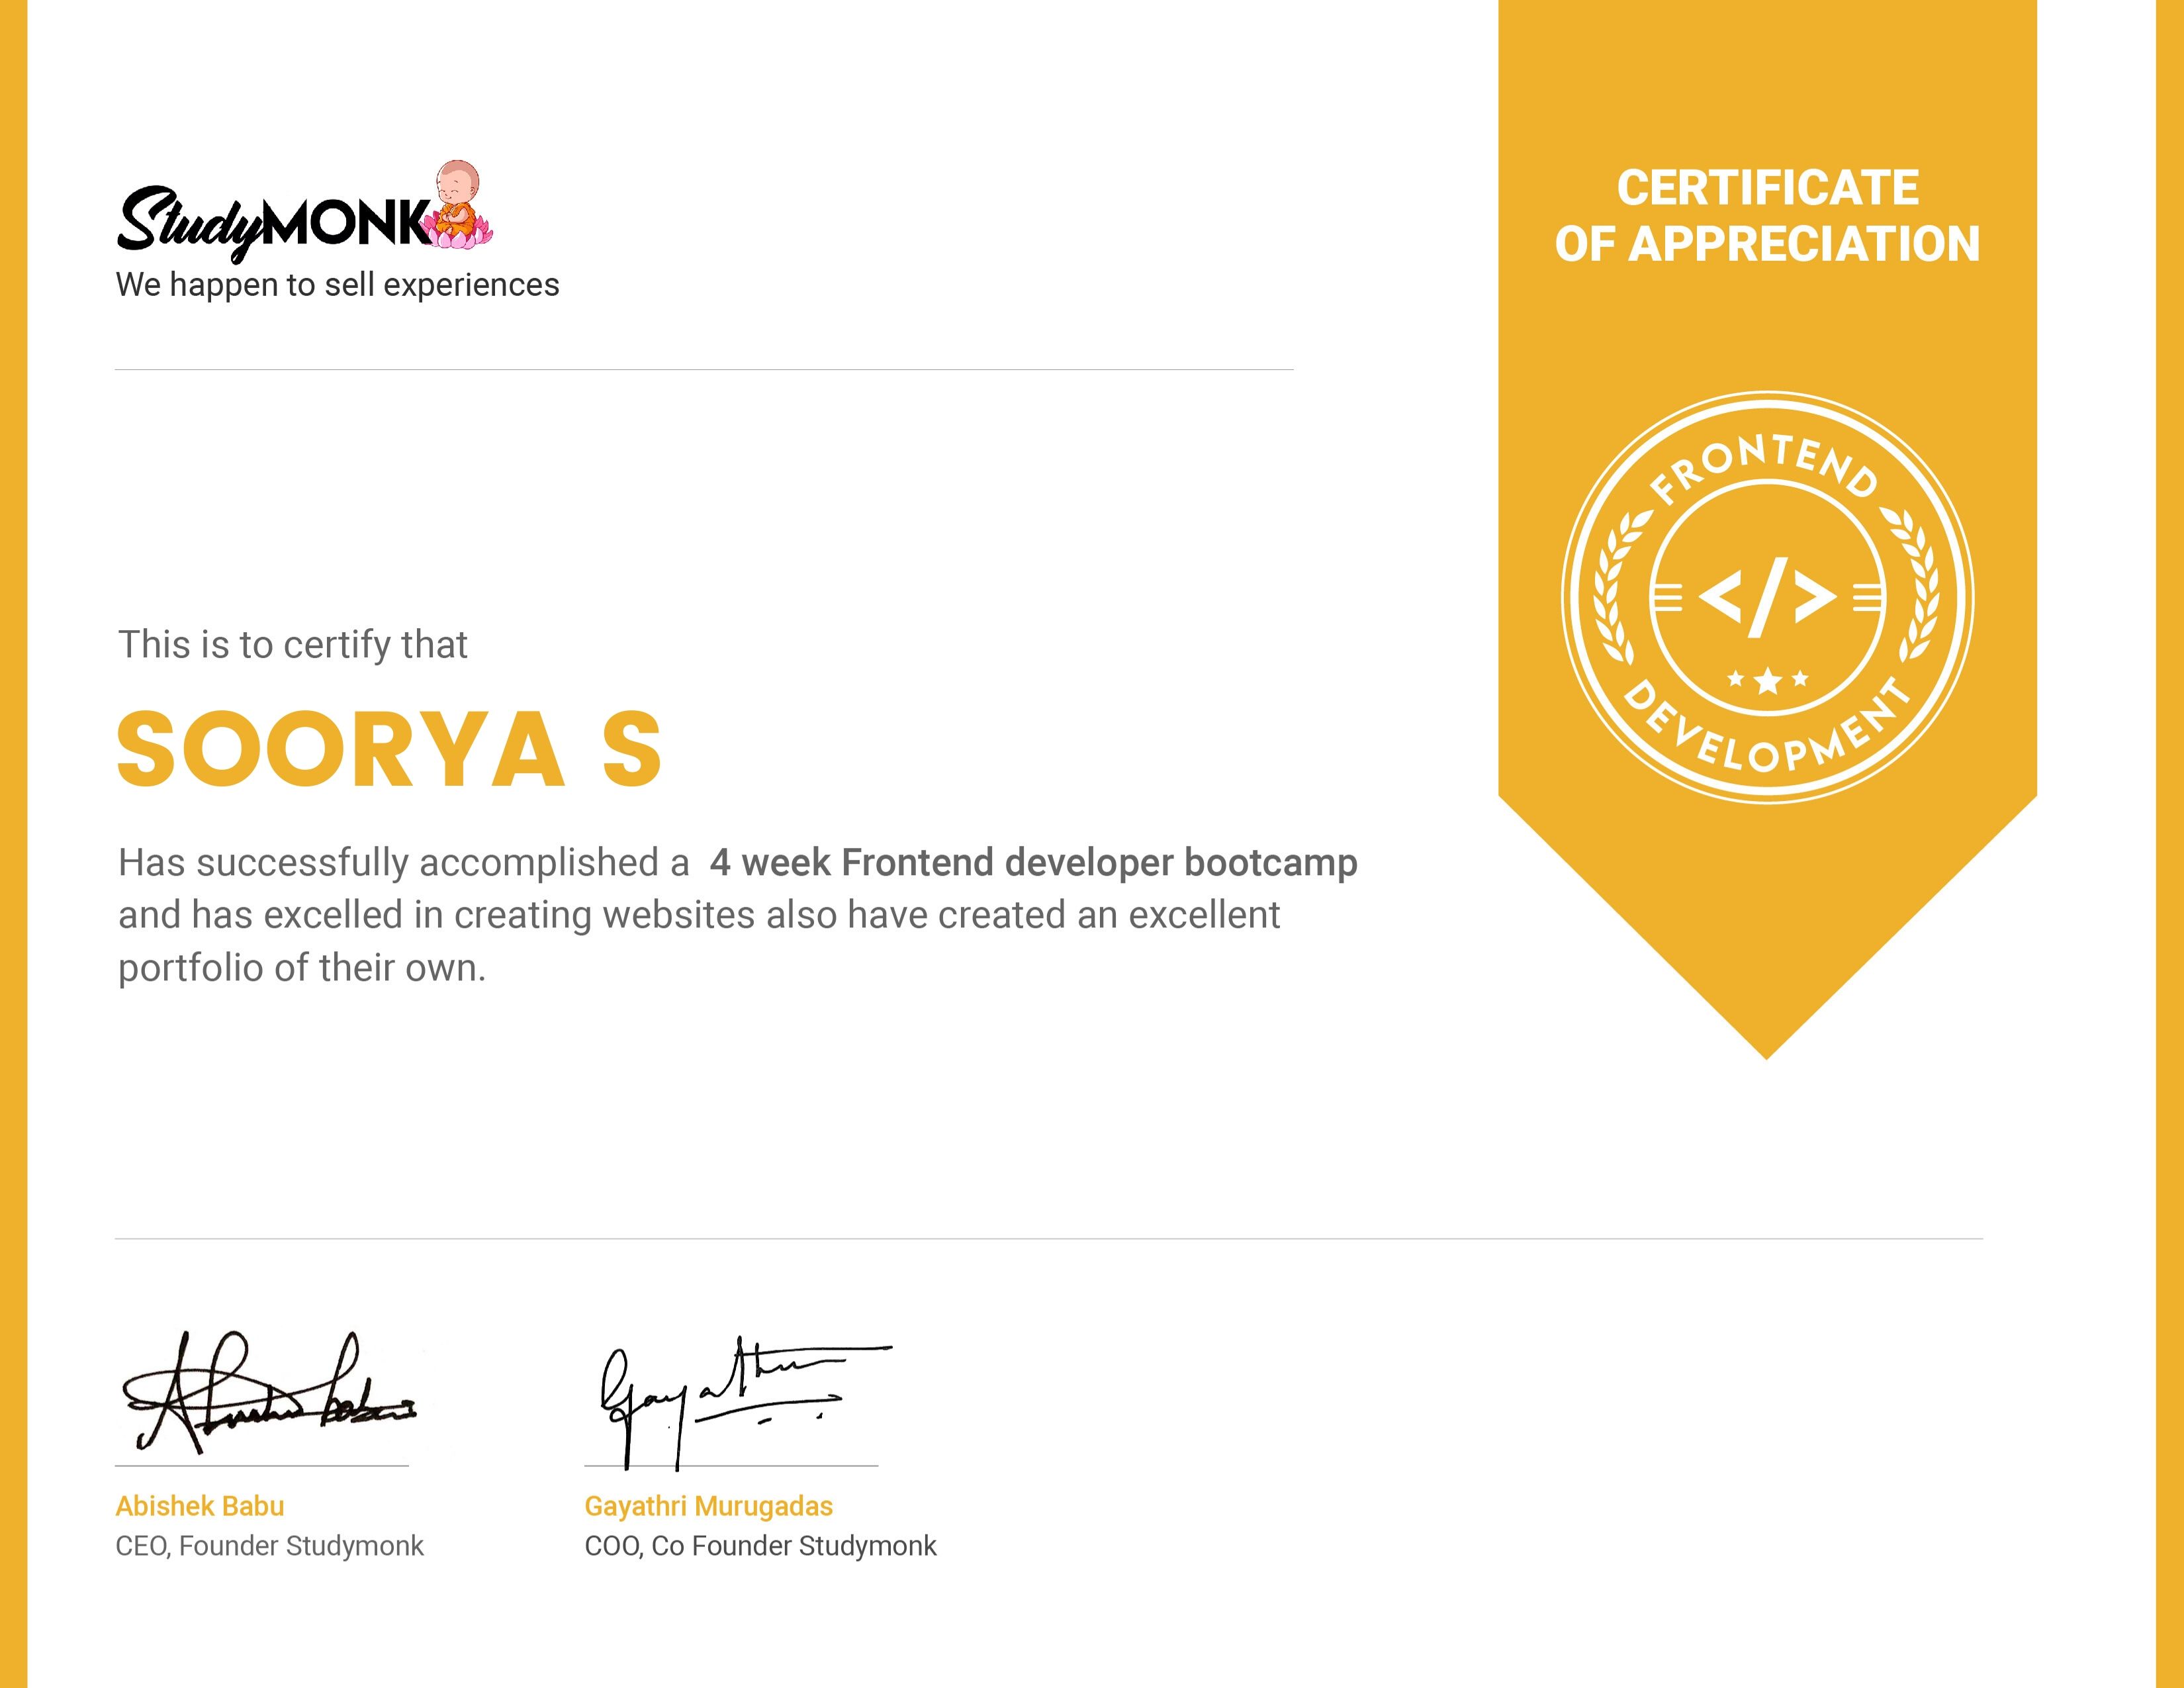 StudyMONK
We happen to sell experiences
CERTIFICATE
OF APPRECIATION
FRONTEND
</>
DEVELOPMENT
This is to certify that
SOORYA S
Has successfully accomplished a 4 week Frontend developer bootcamp
and has excelled in creating websites also have created an excellent
portfolio of their own.
Abishek Babu
CEO, Founder Studymonk
Gayathri Murugadas
COO, Co Founder Studymonk